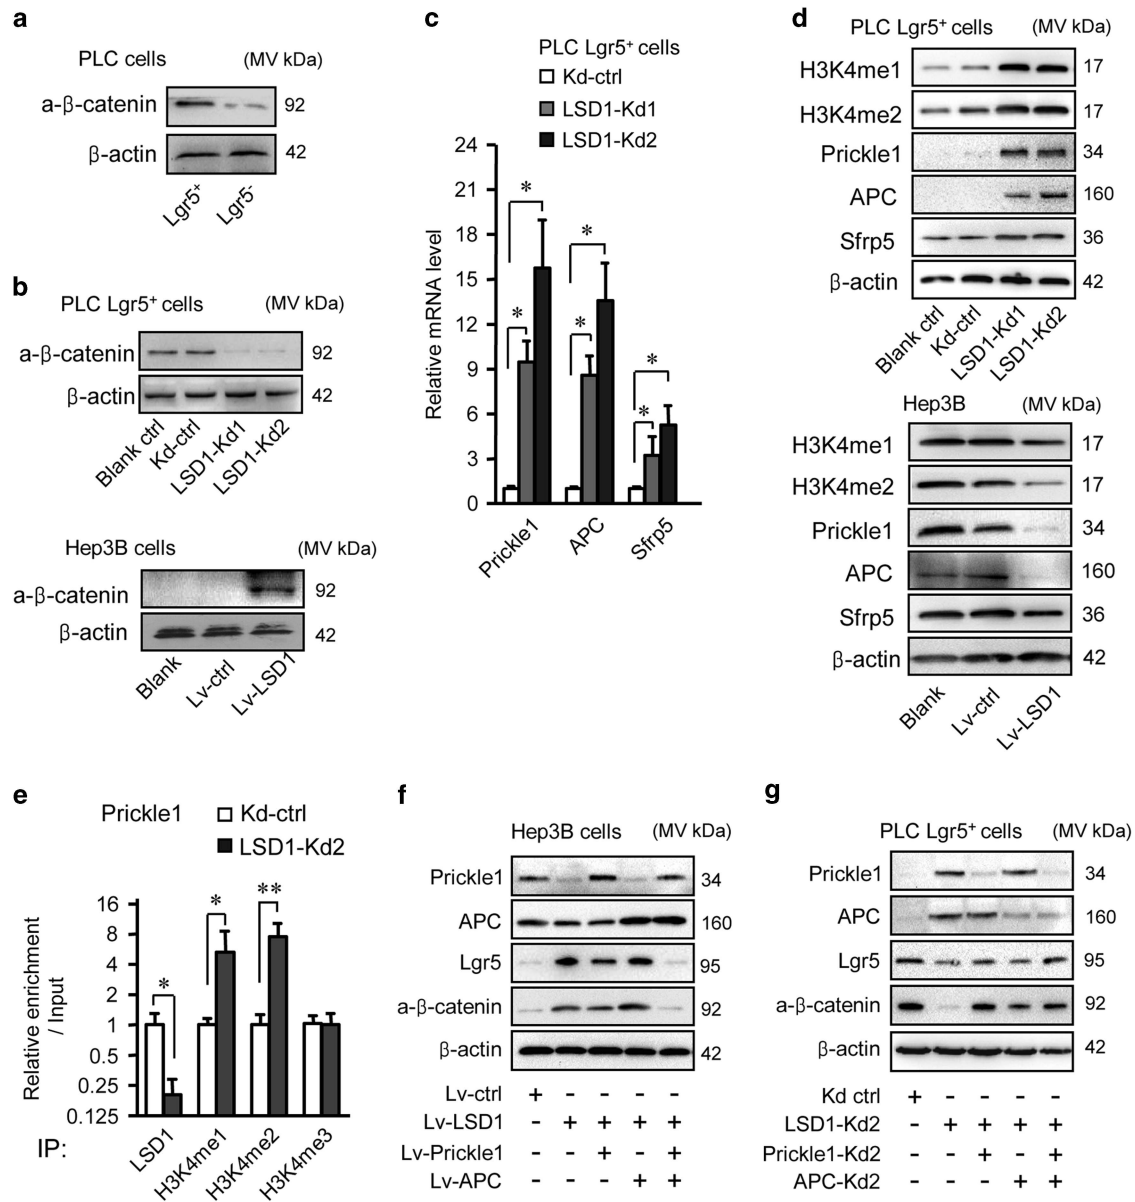 a
PLC cells (MV kDa)
a-β-catenin 92
β-actin 42
Lgr5+ Lgr5-
b
PLC Lgr5+ cells (MV kDa)
a-β-catenin 92
β-actin 42
Blank ctrl Kd-ctrl LSD1-Kd1 LSD1-Kd2
Hep3B cells (MV kDa)
a-β-catenin 92
β-actin 42
Blank Lv-ctrl Lv-LSD1
c
PLC Lgr5+ cells
Kd-ctrl
LSD1-Kd1
LSD1-Kd2
Relative mRNA level
24
21
18
15
12
9
6
3
0
* *
* *
* *
Prickle1 APC Sfrp5
d
PLC Lgr5+ cells (MV kDa)
H3K4me1 17
H3K4me2 17
Prickle1 34
APC 160
Sfrp5 36
β-actin 42
Blank ctrl Kd-ctrl LSD1-Kd1 LSD1-Kd2
Hep3B (MV kDa)
H3K4me1 17
H3K4me2 17
Prickle1 34
APC 160
Sfrp5 36
β-actin 42
Blank Lv-ctrl Lv-LSD1
e
Prickle1
Kd-ctrl
LSD1-Kd2
Relative enrichment
/ Input
16
8
4
2
1
0.5
0.25
0.125
* * **
IP: LSD1 H3K4me1 H3K4me2 H3K4me3
f
Hep3B cells (MV kDa)
Prickle1 34
APC 160
Lgr5 95
a-β-catenin 92
β-actin 42
Lv-ctrl + - - - -
Lv-LSD1 - + + + +
Lv-Prickle1 - - + - +
Lv-APC - - - + +
g
PLC Lgr5+ cells (MV kDa)
Prickle1 34
APC 160
Lgr5 95
a-β-catenin 92
β-actin 42
Kd ctrl + - - - -
LSD1-Kd2 - + + + +
Prickle1-Kd2 - - + - +
APC-Kd2 - - - + +